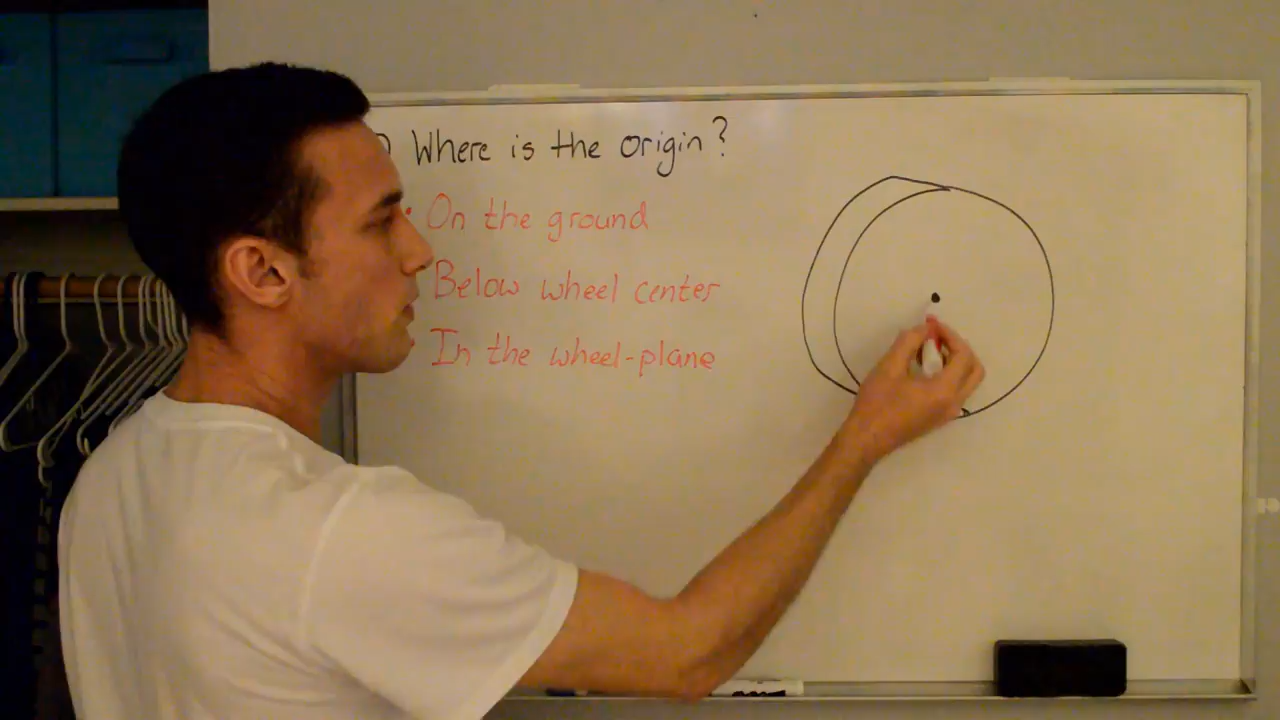 Where is the origin?
• On the ground
Below wheel center
In the wheel-plane